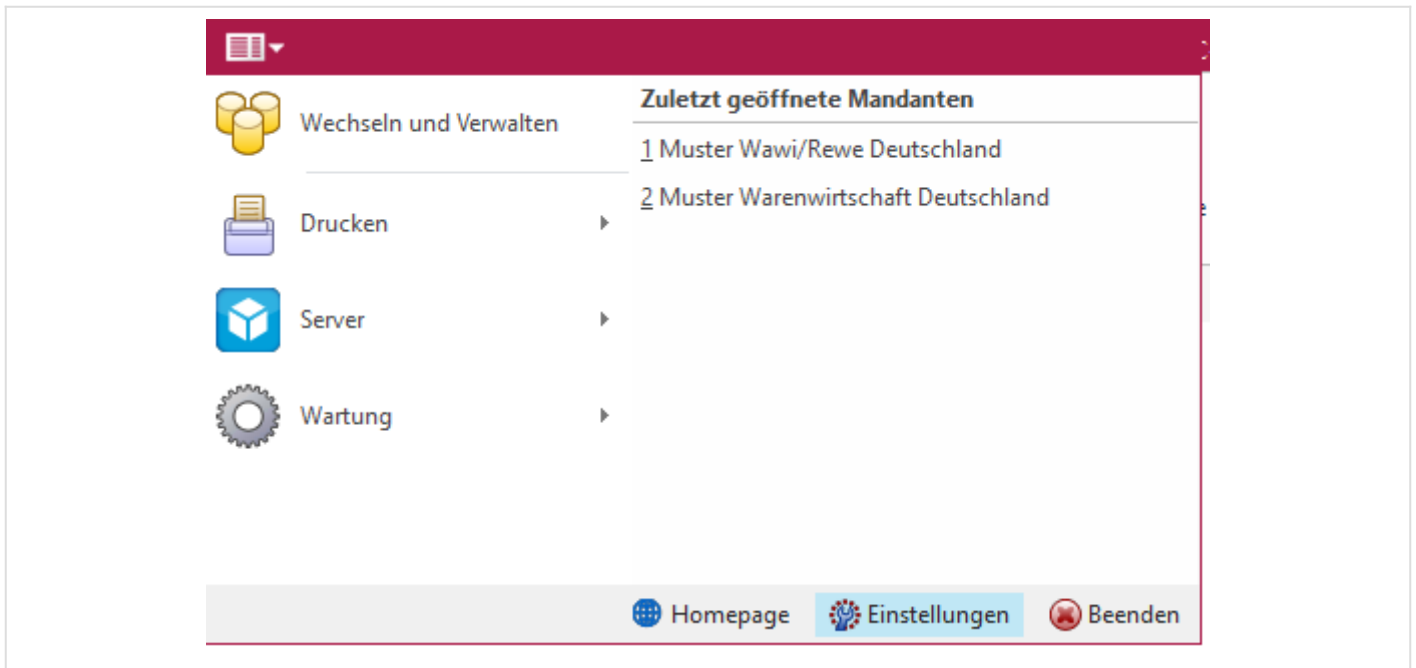 Wechseln und Verwalten
Drucken
Server
Wartung
Zuletzt geöffnete Mandanten
1 Muster Wawi/Rewe Deutschland
2 Muster Warenwirtschaft Deutschland
Homepage
Einstellungen
Beenden